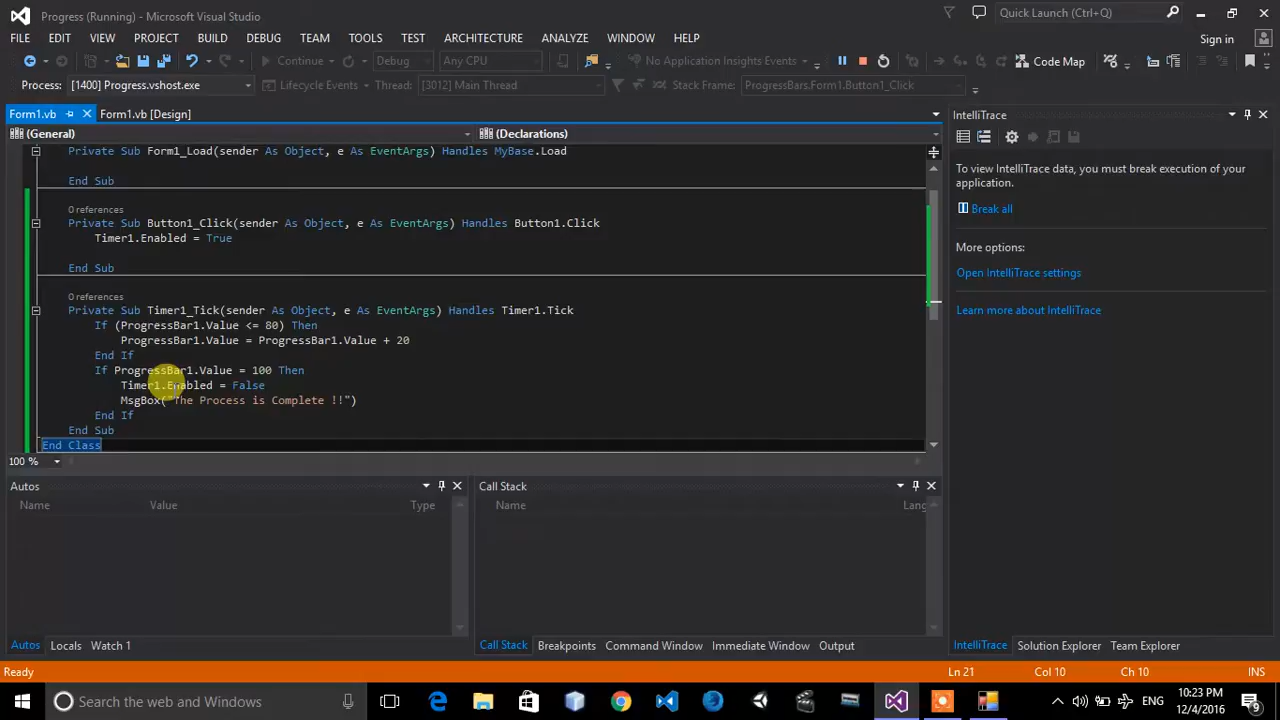 Progress (Running) - Microsoft Visual Studio
Quick Launch (Ctrl+Q)
FILE EDIT VIEW PROJECT BUILD DEBUG TEAM TOOLS TEST ARCHITECTURE ANALYZE WINDOW HELP
Sign in
Continue Debug Any CPU No Application Insights Events Code Map
Process: [1400] Progress.vshost.exe Lifecycle Events Thread: [3012] Main Thread Stack Frame: ProgressBars.Form1.Button1_Click
Form1.vb Form1.vb [Design]
(General) (Declarations)
Private Sub Form1_Load(sender As Object, e As EventArgs) Handles MyBase.Load
End Sub
0 references
Private Sub Button1_Click(sender As Object, e As EventArgs) Handles Button1.Click
Timer1.Enabled = True
End Sub
0 references
Private Sub Timer1_Tick(sender As Object, e As EventArgs) Handles Timer1.Tick
If (ProgressBar1.Value <= 80) Then
ProgressBar1.Value = ProgressBar1.Value + 20
End If
If ProgressBar1.Value = 100 Then
Timer1.Enabled = False
MsgBox("The Process is Complete !!")
End If
End Sub
End Class
100 %
IntelliTrace
To view IntelliTrace data, you must break execution of your
application.
Break all
More options:
Open IntelliTrace settings
Learn more about IntelliTrace
Autos
Name Value Type
Call Stack
Name Lang
Autos Locals Watch 1
Call Stack Breakpoints Command Window Immediate Window Output
IntelliTrace Solution Explorer Team Explorer
Ready Ln 21 Col 10 Ch 10 INS
Search the web and Windows
ENG
10:23 PM
12/4/2016